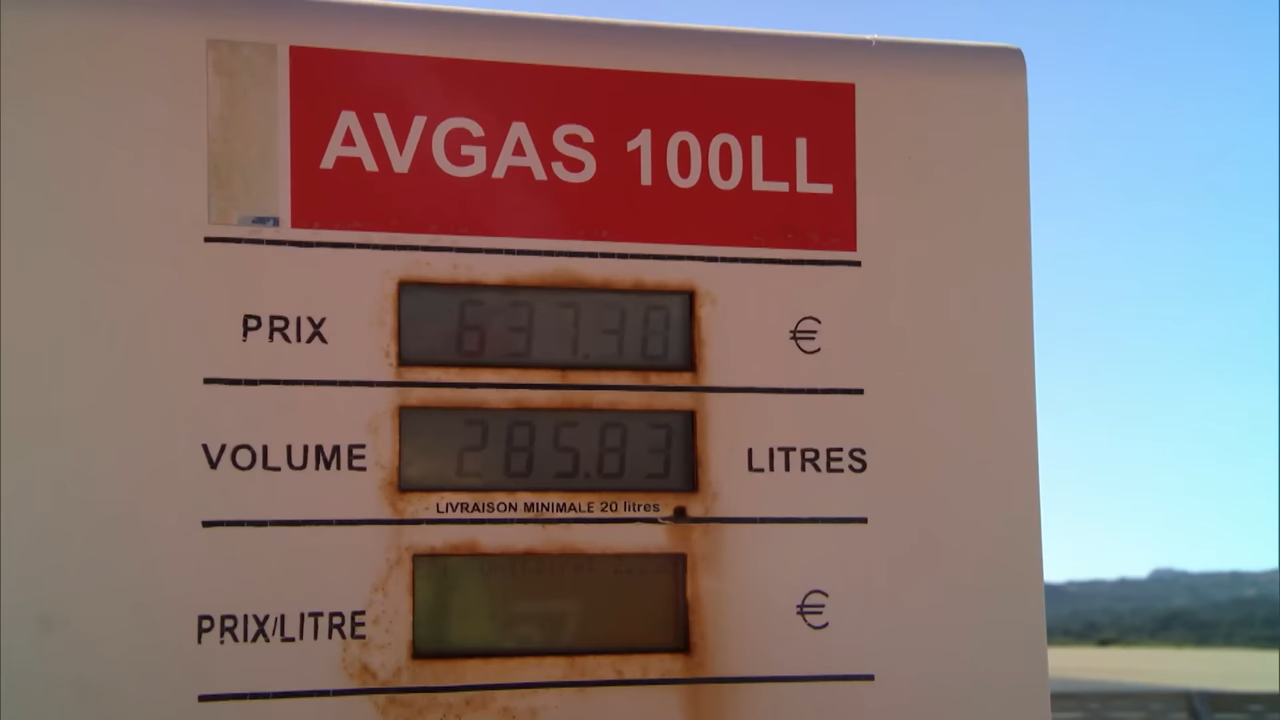 AVGAS 100LL
PRIX 637.38 €
VOLUME 285.83 LITRES
LIVRAISON MINIMALE 20 litres
PRIX/LITRE €